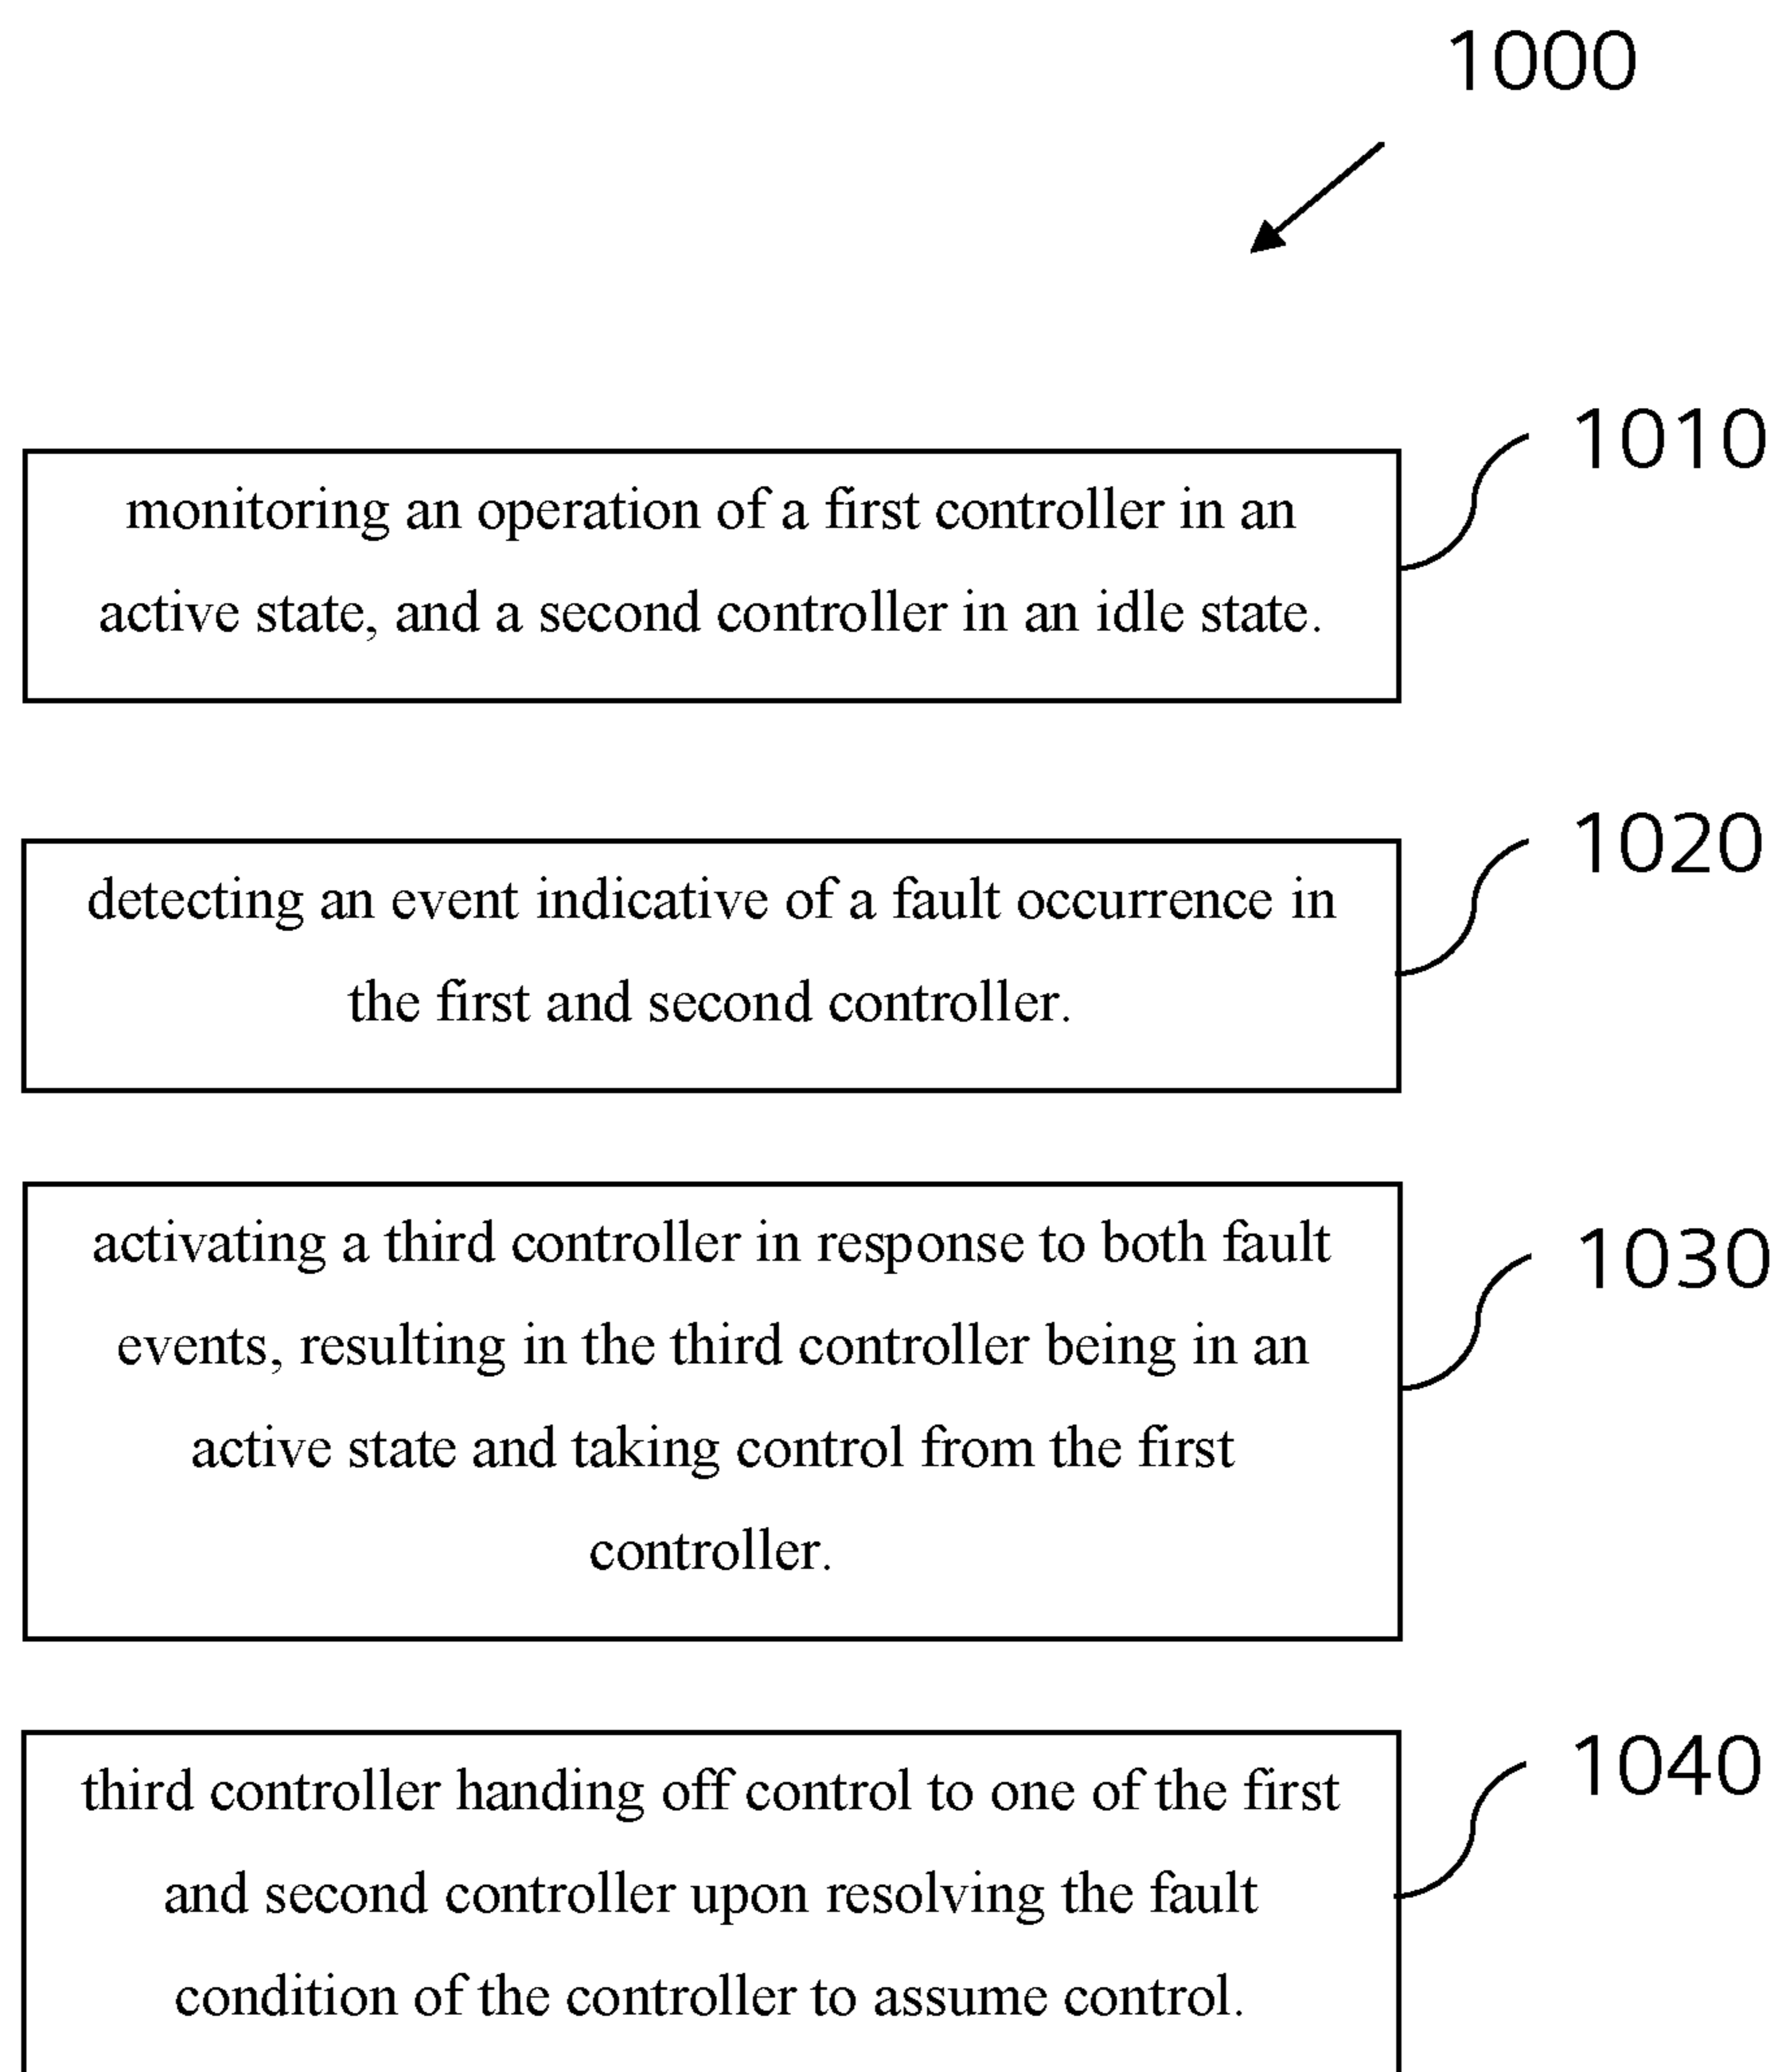 1000
1010
monitoring an operation of a first controller in an
active state, and a second controller in an idle state.
1020
detecting an event indicative of a fault occurrence in
the first and second controller.
1030
activating a third controller in response to both fault
events, resulting in the third controller being in an
active state and taking control from the first
controller.
1040
third controller handing off control to one of the first
and second controller upon resolving the fault
condition of the controller to assume control.